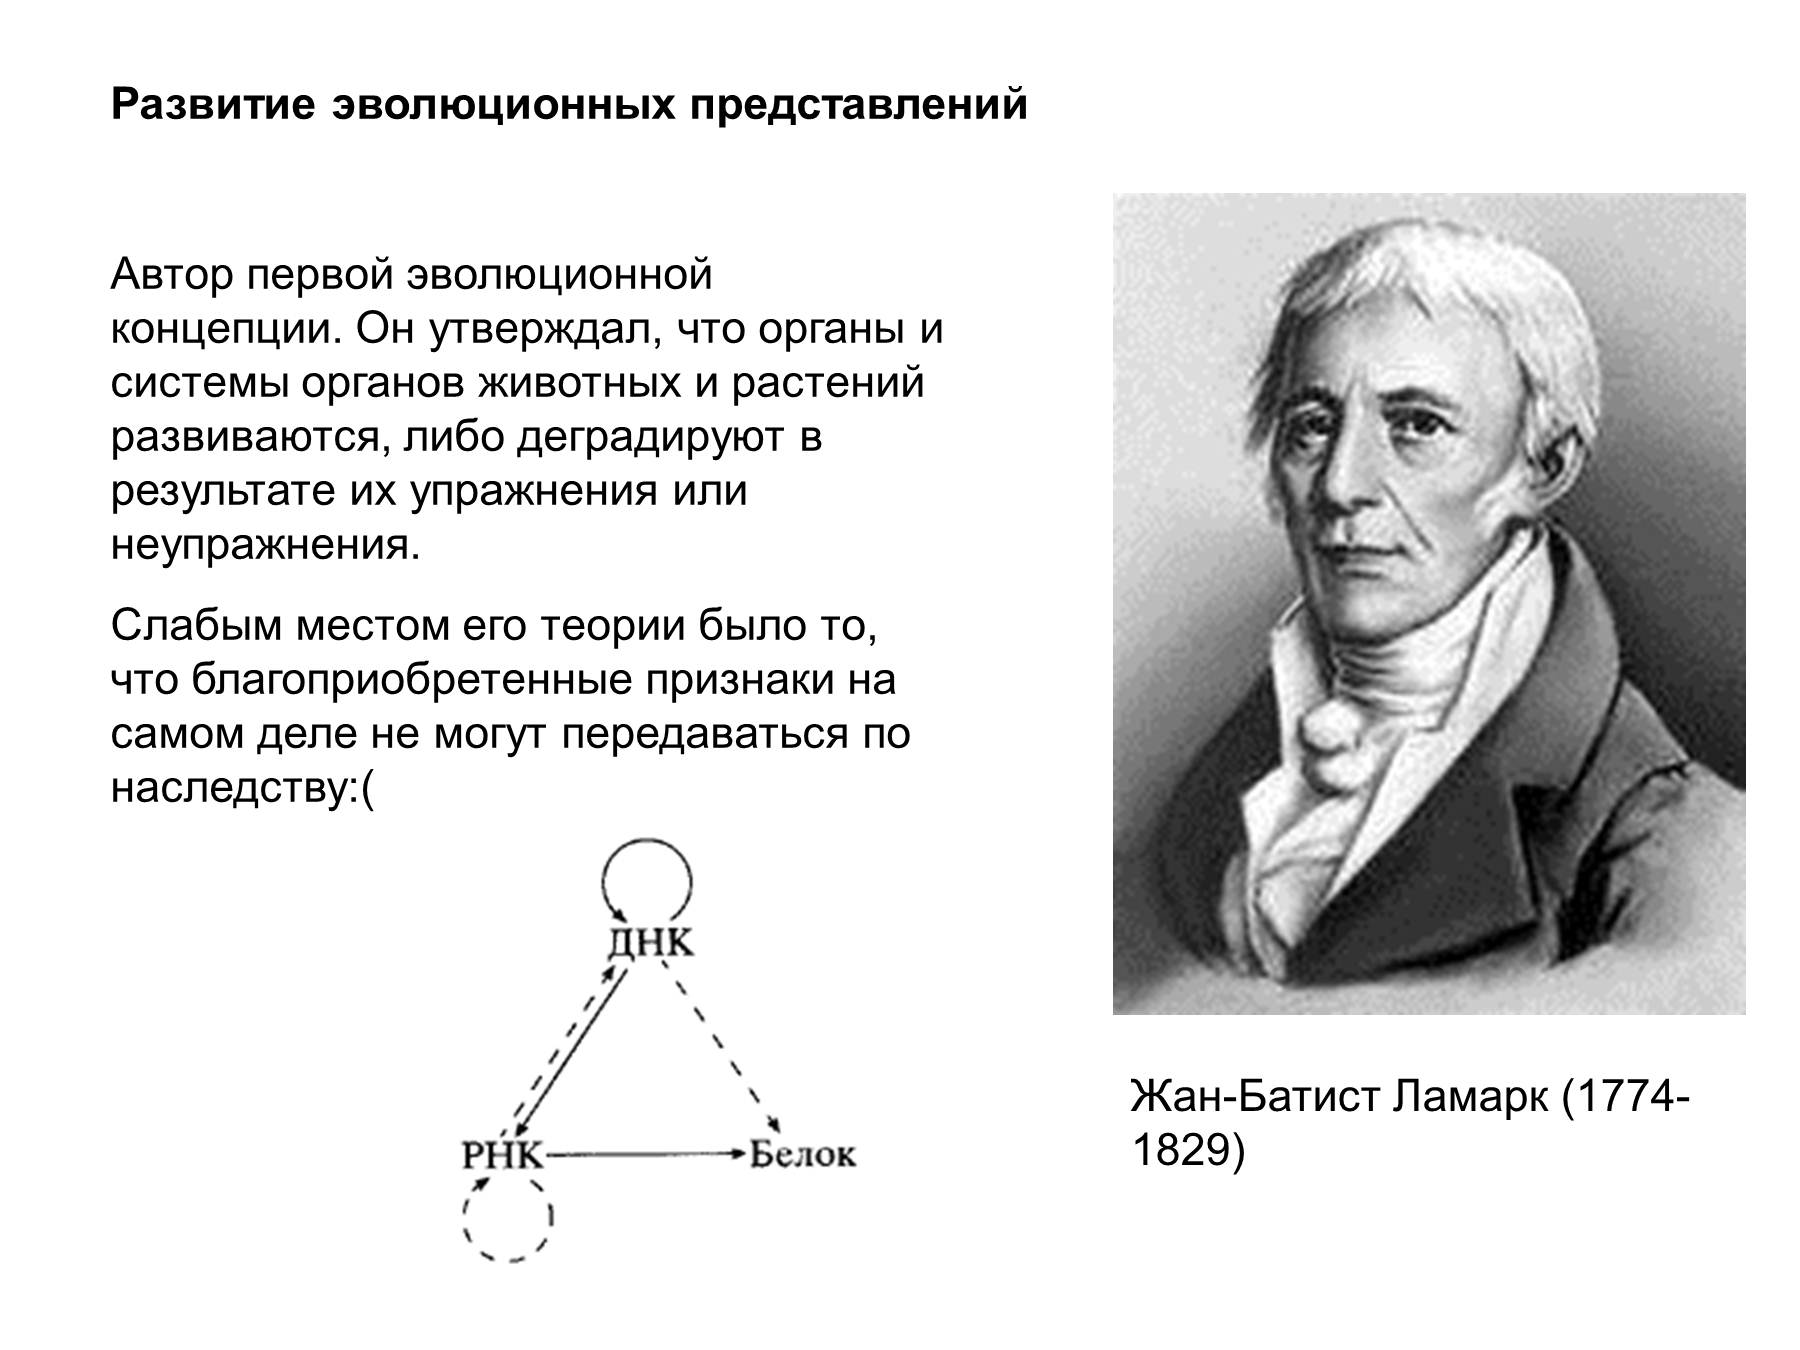 Развитие эволюционных представлений
Автор первой эволюционной
концепции. Он утверждал, что органы и
системы органов животных и растений
развиваются, либо деградируют в
результате их упражнения или
неупражнения.
Слабым местом его теории было то,
что благоприобретенные признаки на
самом деле не могут передаваться по
наследству:(
ДНК
РНК
Белок
Жан-Батист Ламарк (1774-
1829)